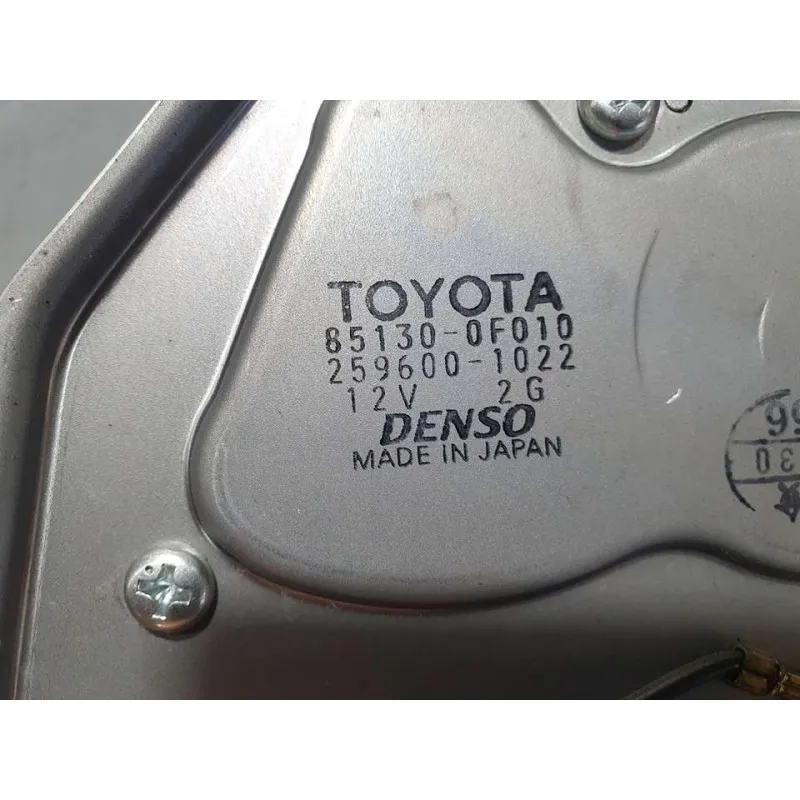 TOYOTA
85130-0F010
259600-1022
12V 2G
DENSO
MADE IN JAPAN